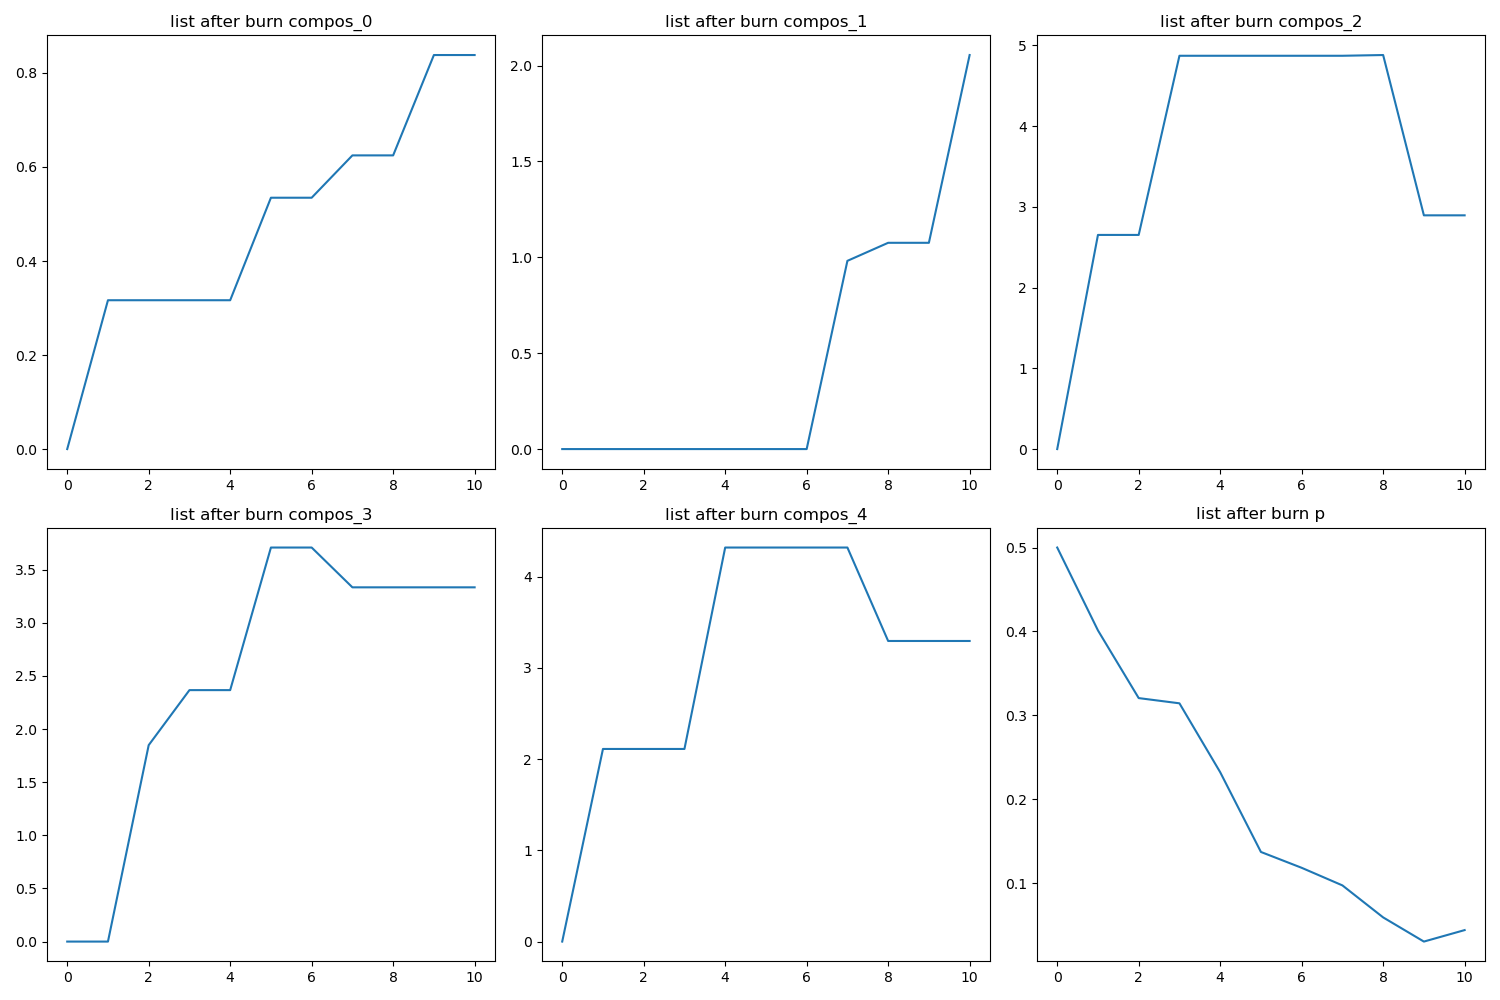 list after burn compos_0
0.8
0.6
0.4
0.2
0.0
0 2 4 6 8 10
list after burn compos_1
2.0
1.5
1.0
0.5
0.0
0 2 4 6 8 10
list after burn compos_2
5
4
3
2
1
0
0 2 4 6 8 10
list after burn compos_3
3.5
3.0
2.5
2.0
1.5
1.0
0.5
0.0
0 2 4 6 8 10
list after burn compos_4
4
3
2
1
0
0 2 4 6 8 10
list after burn p
0.5
0.4
0.3
0.2
0.1
0 2 4 6 8 10